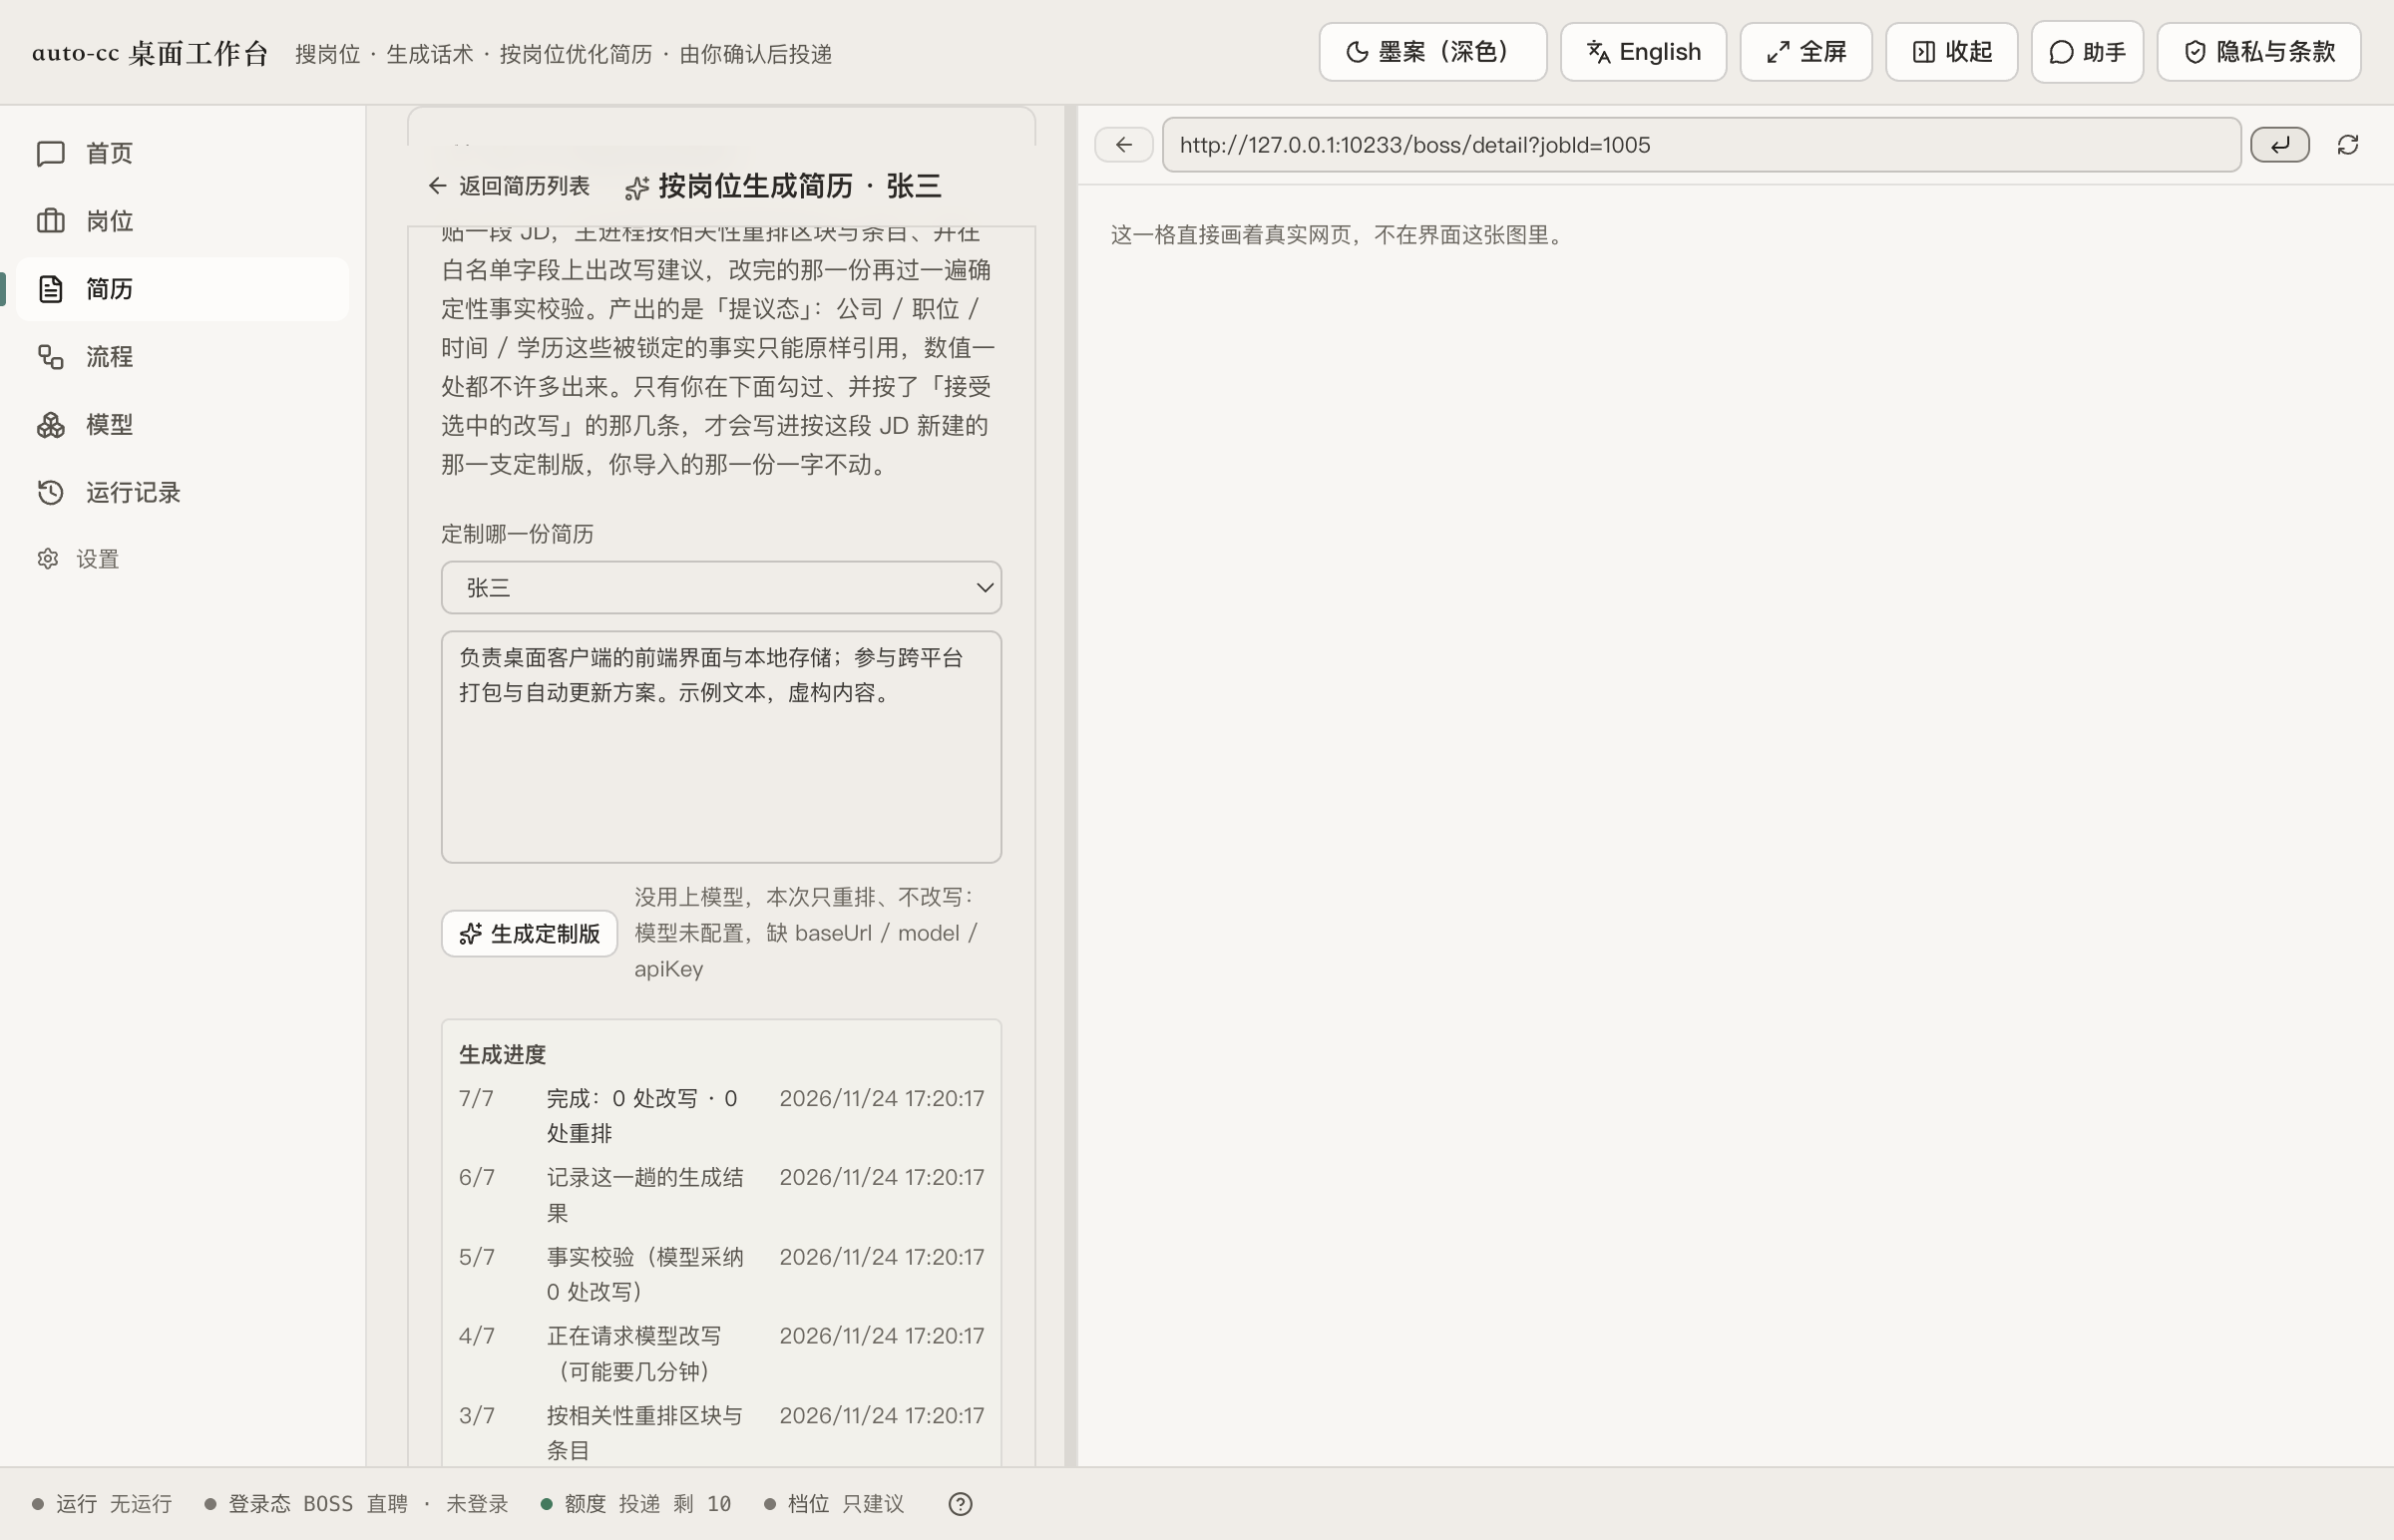 auto-cc 桌面工作台
搜岗位 · 生成话术 · 按岗位优化简历 · 由你确认后投递
墨案（深色）
English
全屏
收起
助手
隐私与条款
首页
岗位
简历
流程
模型
运行记录
设置
返回简历列表
按岗位生成简历 · 张三
贴一段 JD，主进程按相关性重排区块与条目、并在
白名单字段上出改写建议，改完的那一份再过一遍确
定性事实校验。产出的是「提议态」：公司 / 职位 /
时间 / 学历这些被锁定的事实只能原样引用，数值一
处都不许多出来。只有你在下面勾过、并按了「接受
选中的改写」的那几条，才会写进按这段 JD 新建的
那一支定制版，你导入的那一份一字不动。
定制哪一份简历
张三
负责桌面客户端的前端界面与本地存储；参与跨平台
打包与自动更新方案。示例文本，虚构内容。
生成定制版
没用上模型，本次只重排、不改写：
模型未配置，缺 baseUrl / model /
apiKey
生成进度
7/7 完成：0 处改写 · 0 2026/11/24 17:20:17
处重排
6/7 记录这一趟的生成结 2026/11/24 17:20:17
果
5/7 事实校验（模型采纳 2026/11/24 17:20:17
0 处改写）
4/7 正在请求模型改写 2026/11/24 17:20:17
（可能要几分钟）
3/7 按相关性重排区块与 2026/11/24 17:20:17
条目
http://127.0.0.1:10233/boss/detail?jobId=1005
这一格直接画着真实网页，不在界面这张图里。
运行 无运行
登录态 BOSS 直聘 · 未登录
额度 投递 剩 10
档位 只建议